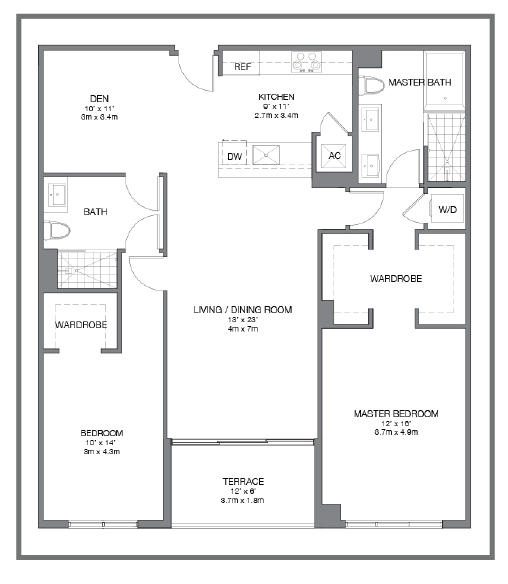 REF
MASTER BATH
DEN
10' x 11'
3m x 3.4m
KITCHEN
9' x 11'
2.7m x 3.4m
DW
AC
BATH
W/D
WARDROBE
LIVING / DINING ROOM
13' x 23'
4m x 7m
WARDROBE
MASTER BEDROOM
12' x 16'
3.7m x 4.9m
BEDROOM
10' x 14'
3m x 4.3m
TERRACE
12' x 6'
3.7m x 1.8m